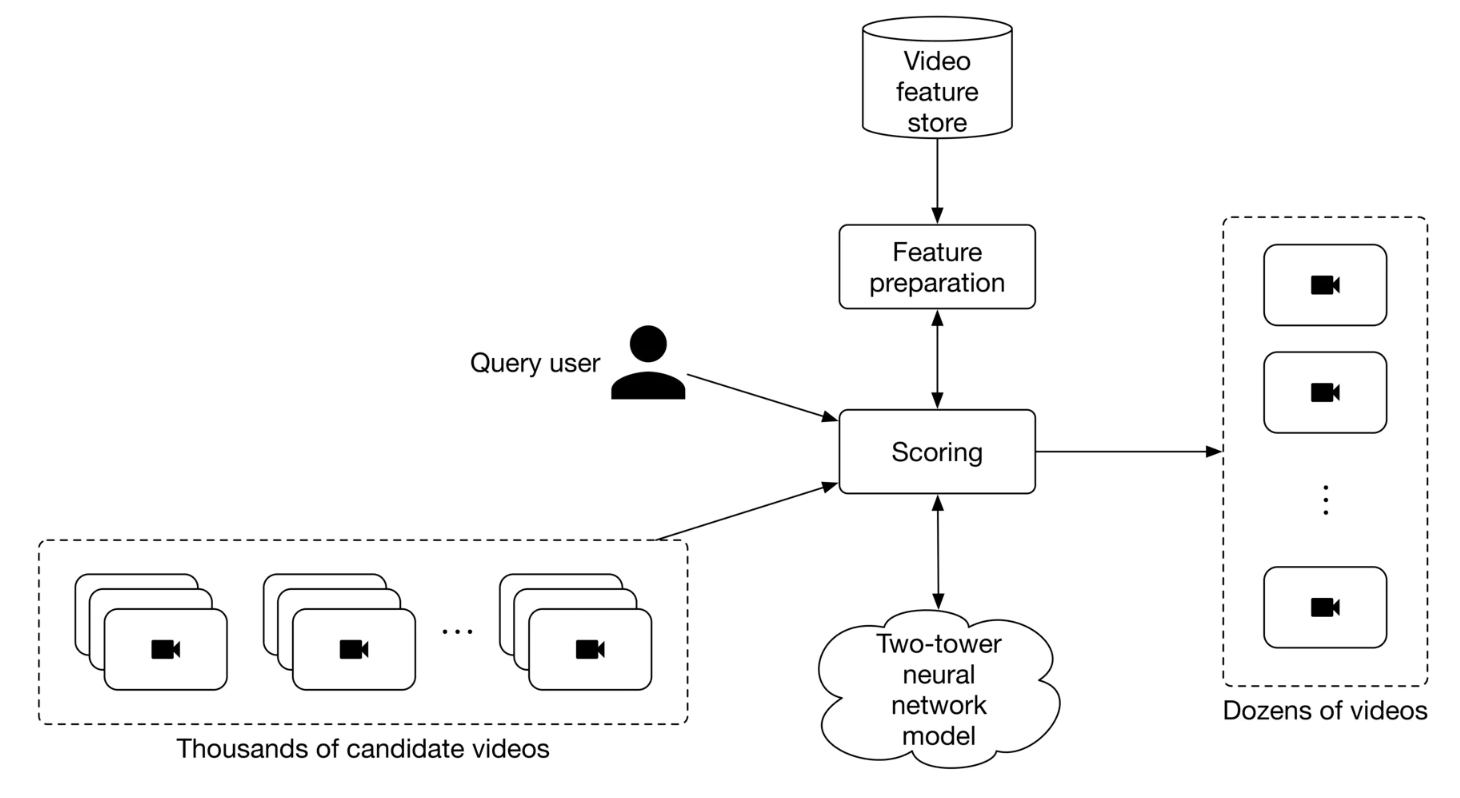 Video
feature
store
Feature
preparation
Query user
Scoring
Two-tower
neural
network
model
Thousands of candidate videos
Dozens of videos